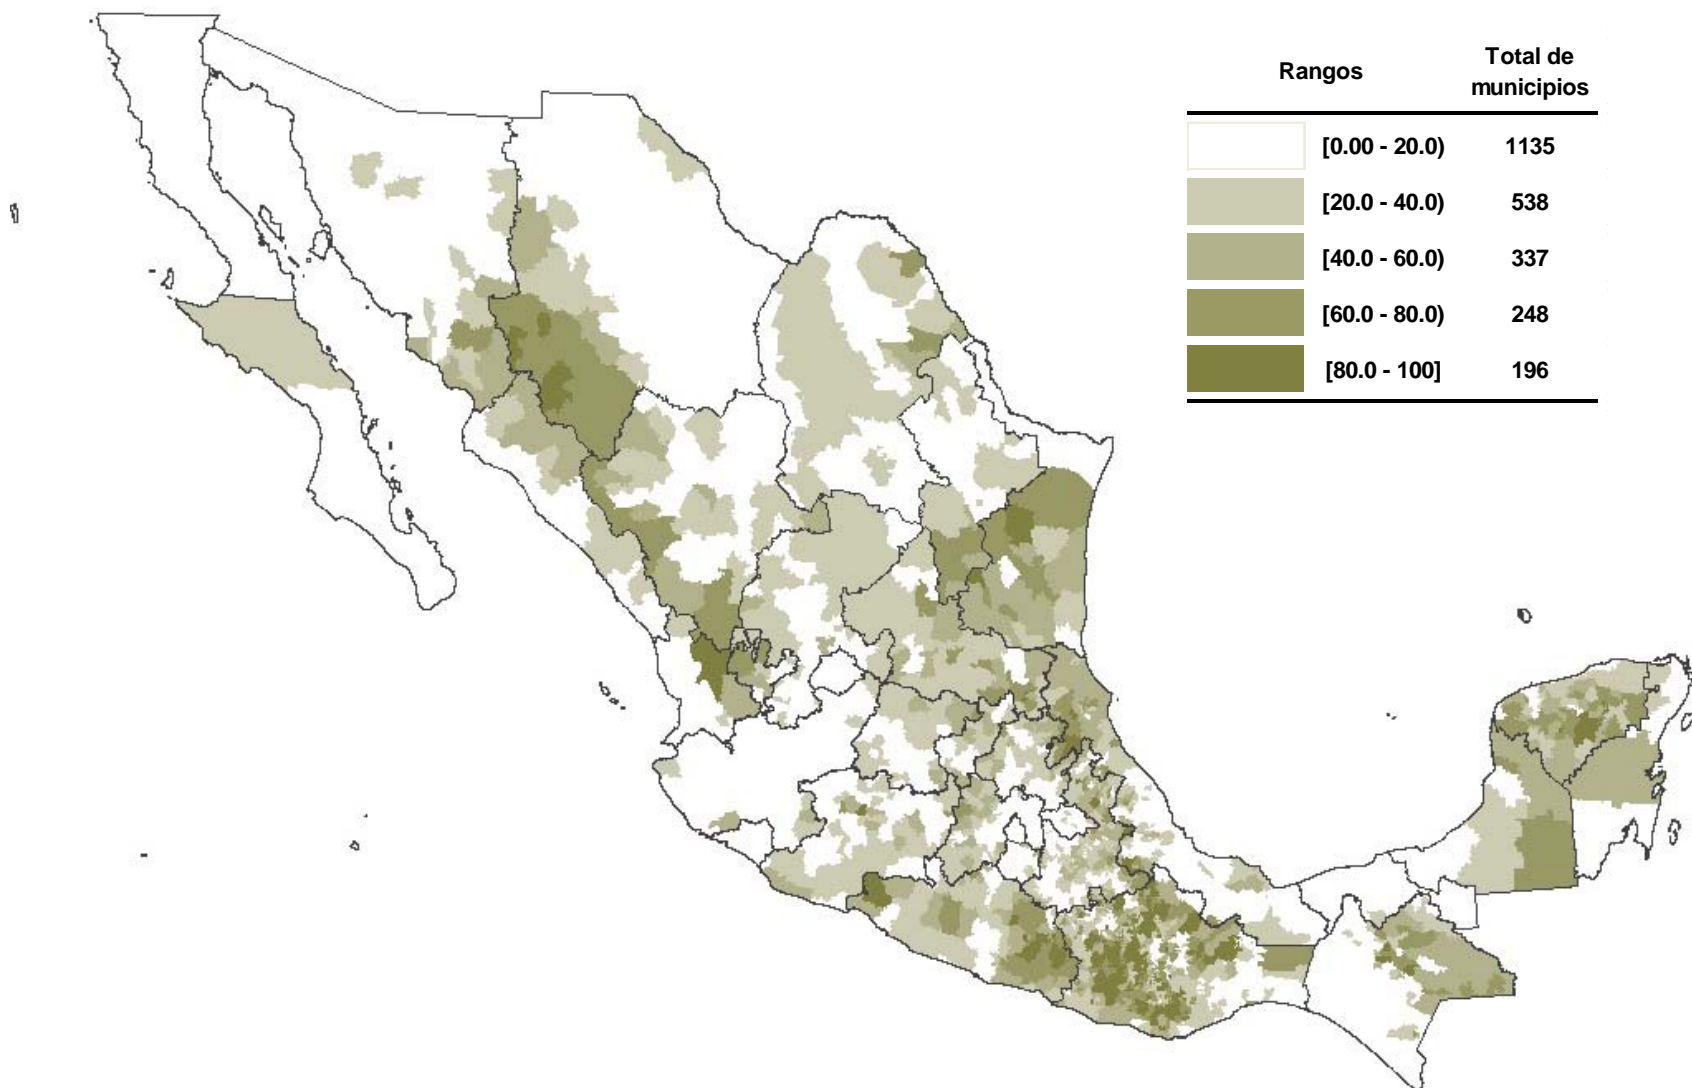 Rangos Total de
municipios
[0.00 - 20.0) 1135
[20.0 - 40.0) 538
[40.0 - 60.0) 337
[60.0 - 80.0) 248
[80.0 - 100] 196